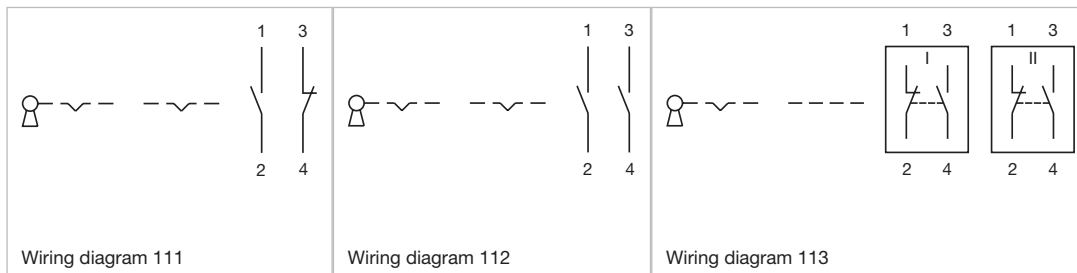 1 3
2 4
Wiring diagram 111
1 3
2 4
Wiring diagram 112
1 3 1 3
I II
2 4 2 4
Wiring diagram 113